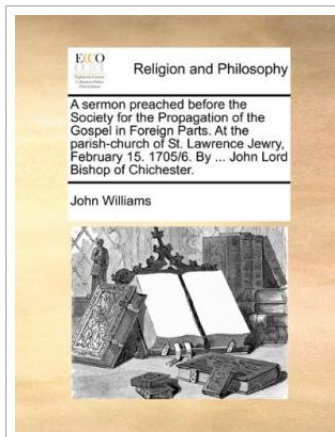 ECCO
Religion and Philosophy
A sermon preached before the
Society for the Propagation of the
Gospel in Foreign Parts. At the
parish-church of St. Lawrence Jewry,
February 15. 1705/6. By ... John Lord
Bishop of Chichester.
John Williams